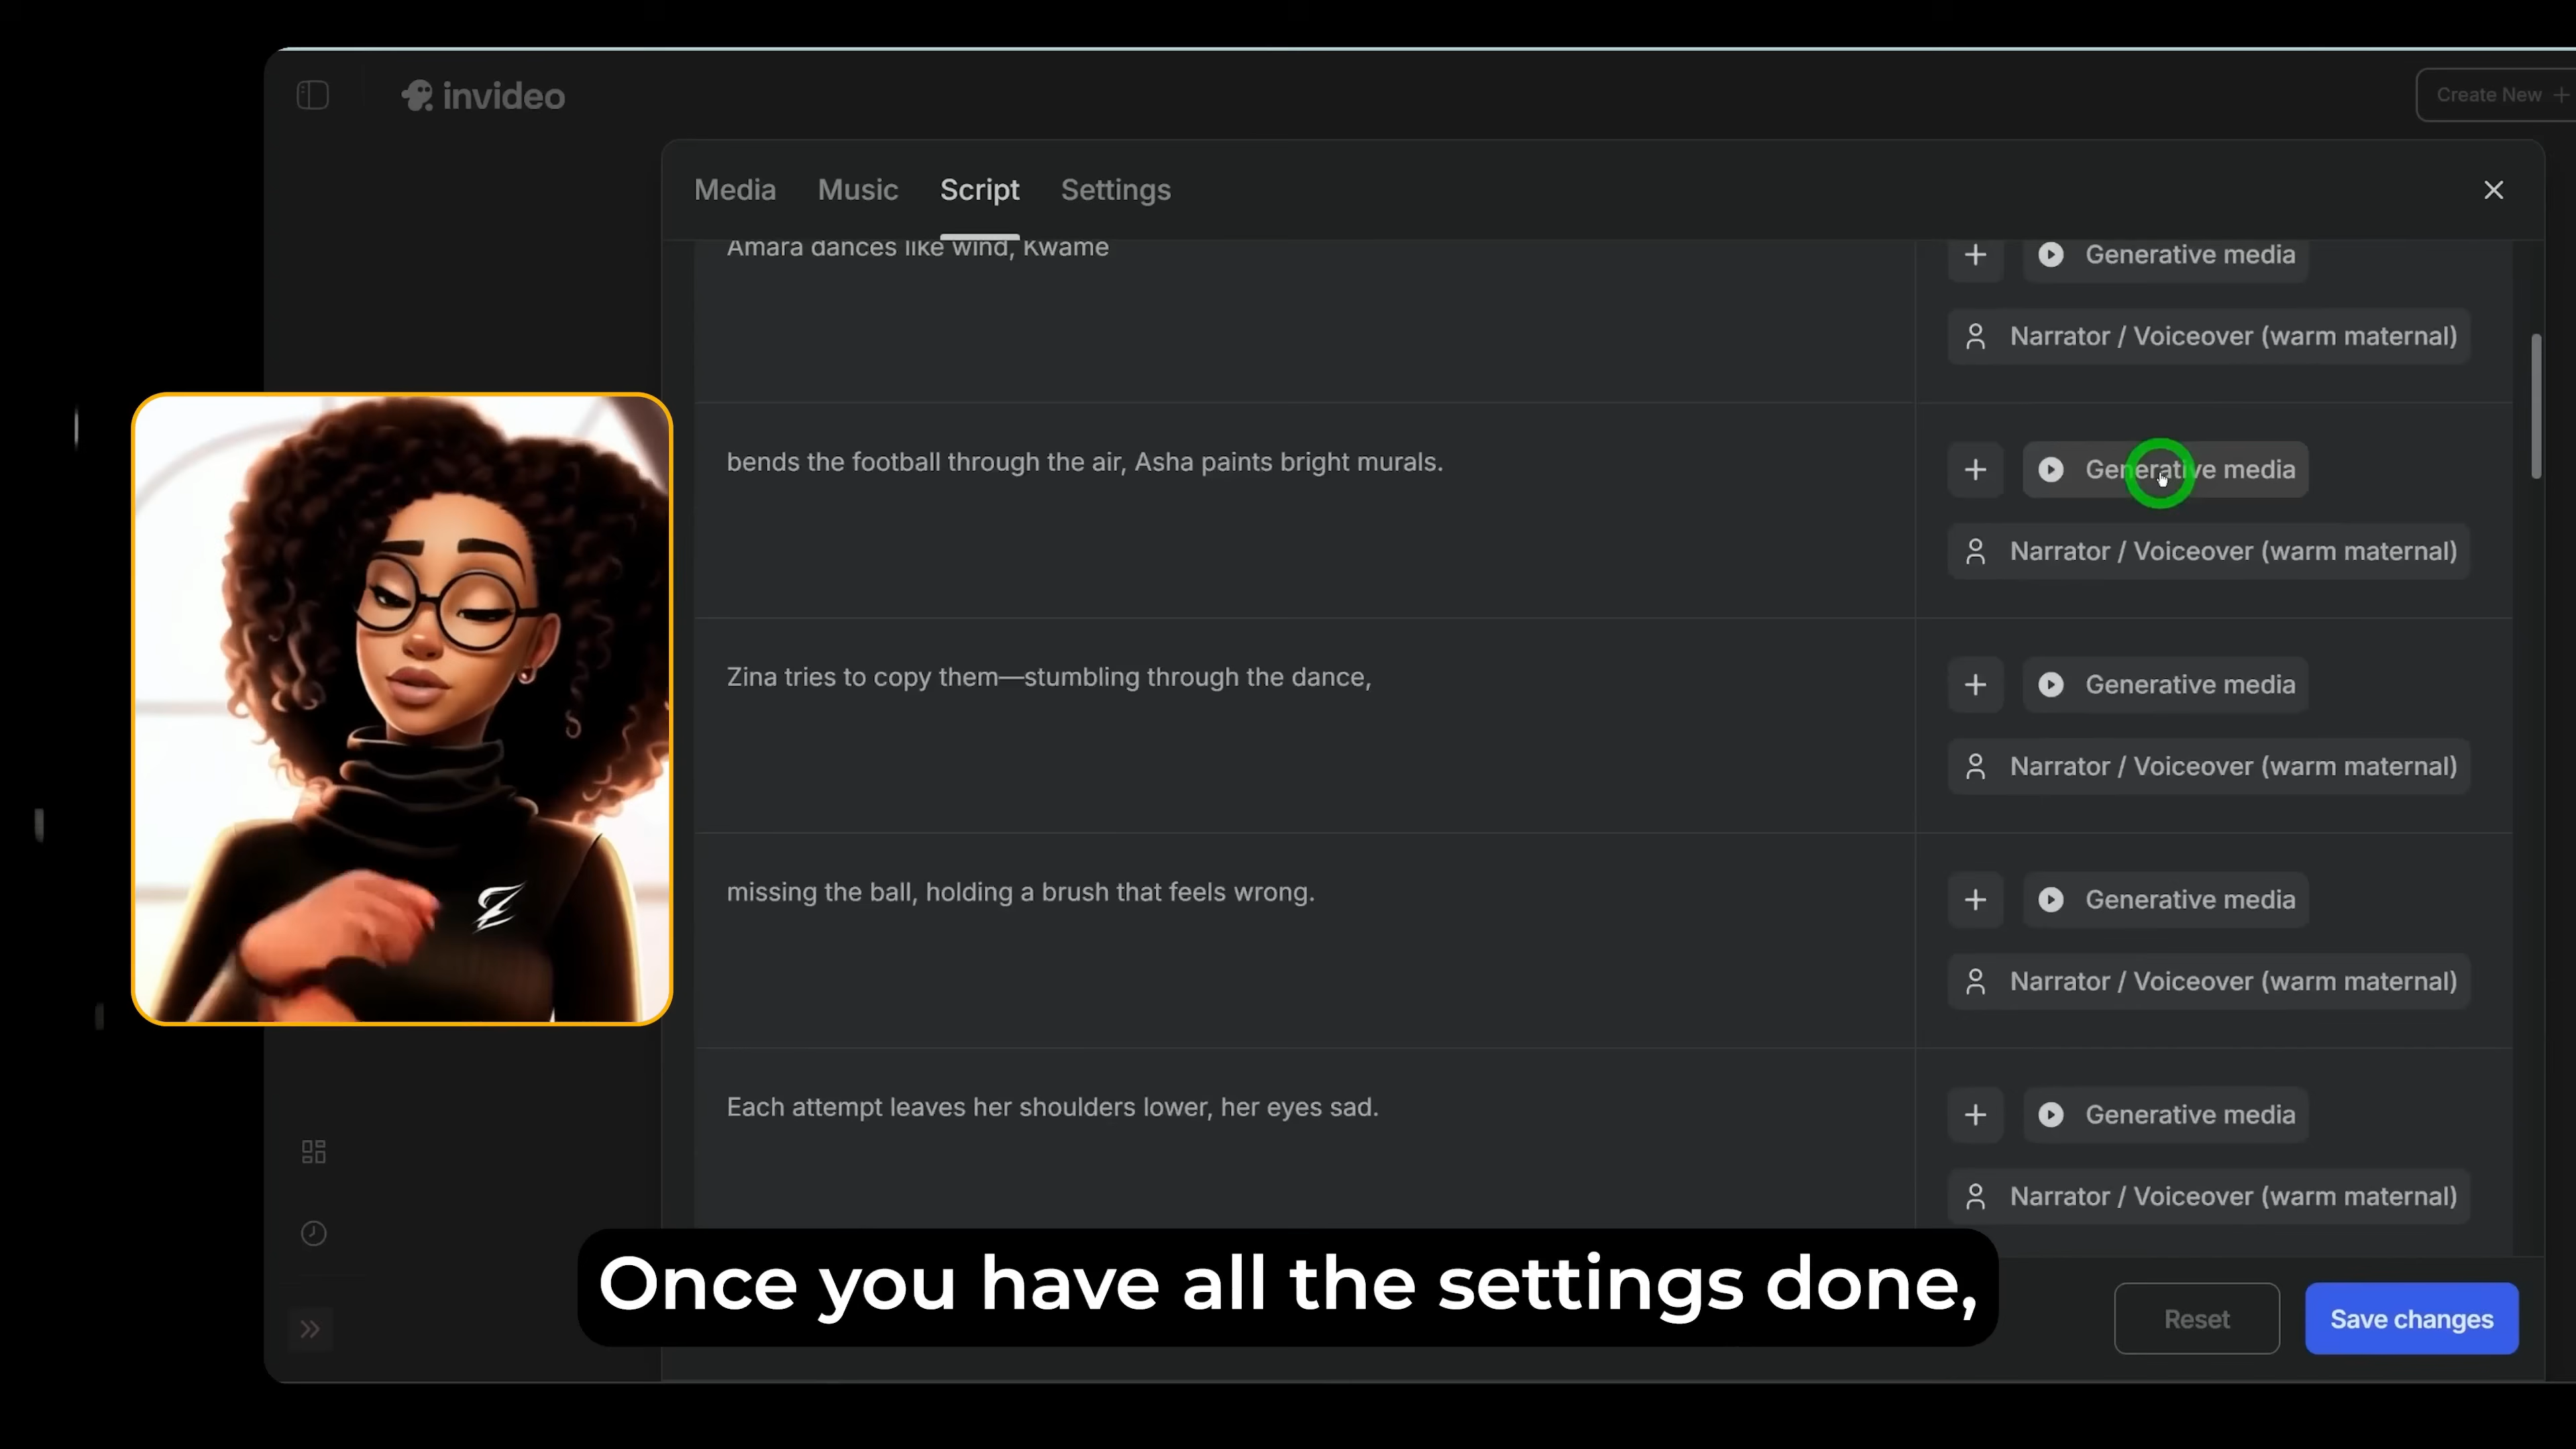 invideo
Create New +
Media Music Script Settings
Amara dances like wind, Kwame
Generative media
Narrator / Voiceover (warm maternal)
bends the football through the air, Asha paints bright murals.
Generative media
Narrator / Voiceover (warm maternal)
Zina tries to copy them—stumbling through the dance,
Generative media
Narrator / Voiceover (warm maternal)
missing the ball, holding a brush that feels wrong.
Generative media
Narrator / Voiceover (warm maternal)
Each attempt leaves her shoulders lower, her eyes sad.
Generative media
Narrator / Voiceover (warm maternal)
Z
Once you have all the settings done,
Reset
Save changes